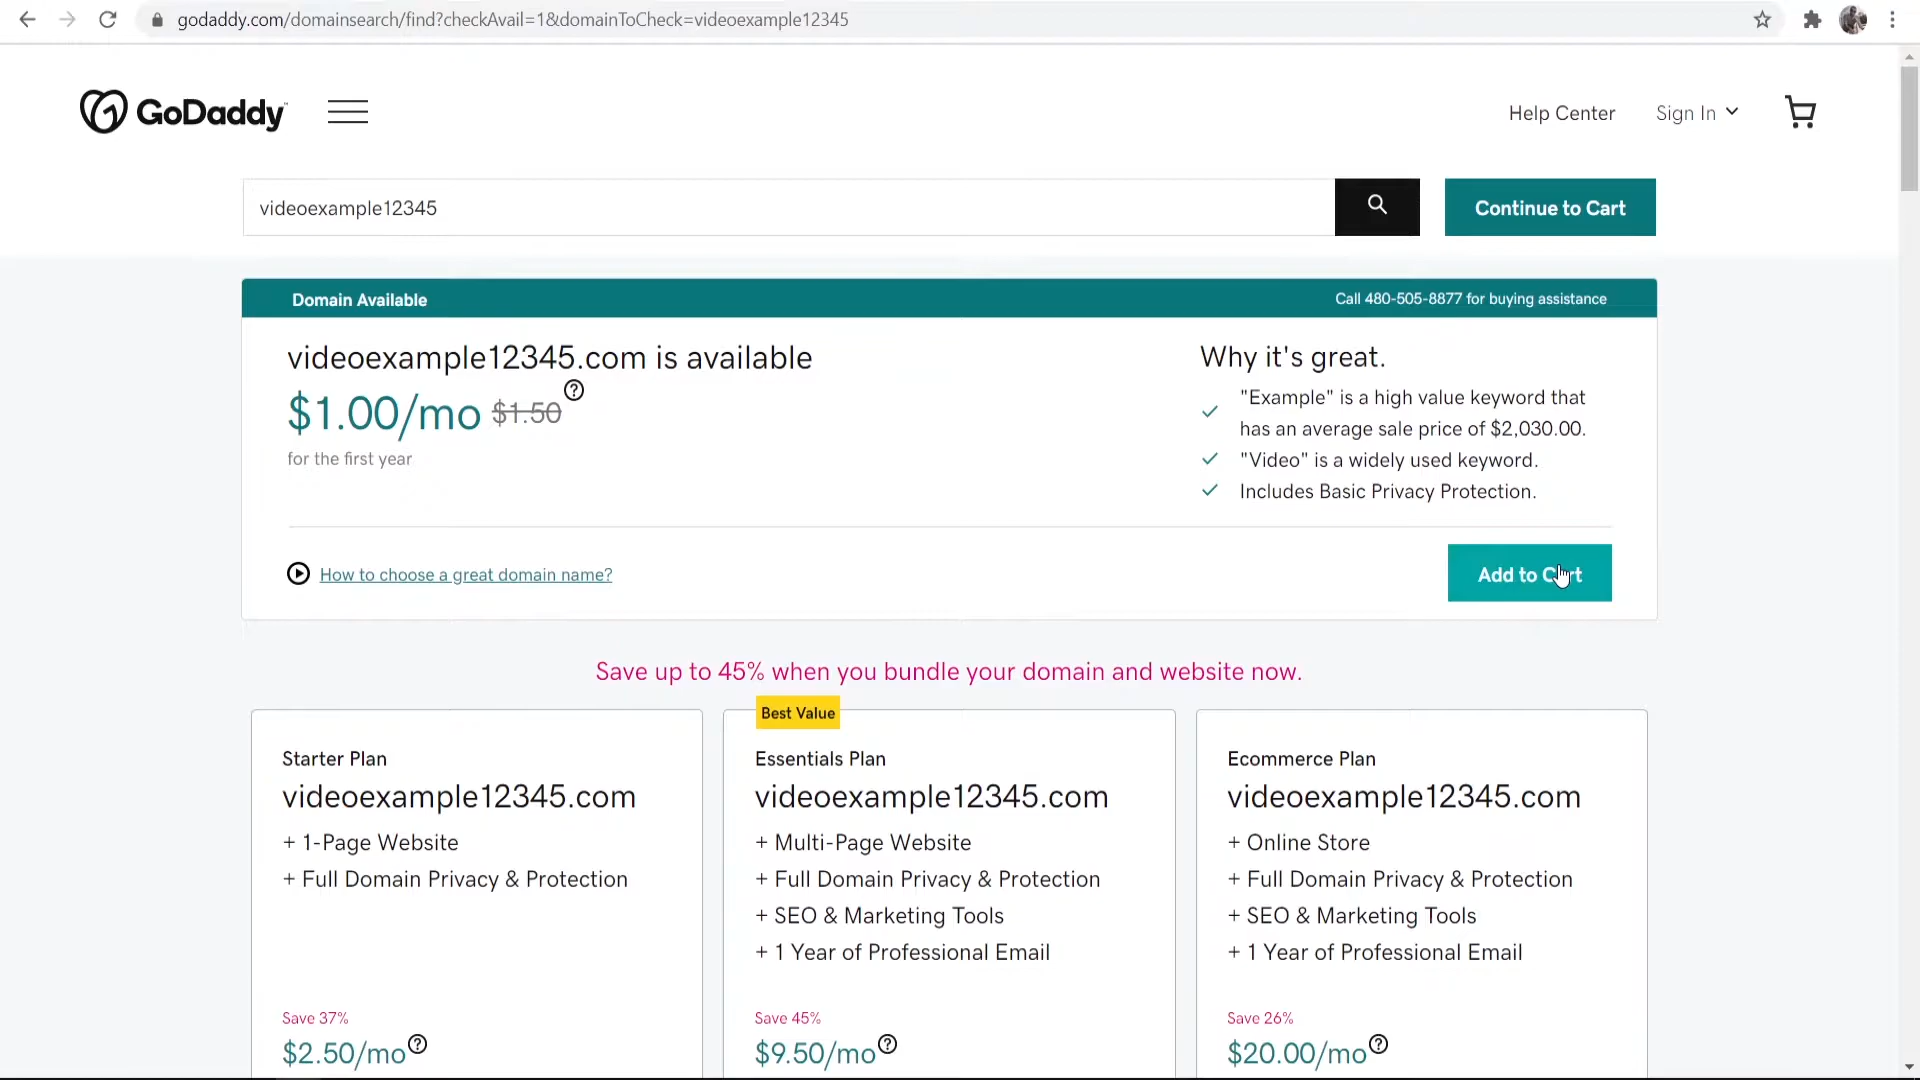 godaddy.com/domainsearch/find?checkAvail=1&domainToCheck=videoexample12345
GoDaddy
Help Center
Sign In
videoexample12345
Continue to Cart
Domain Available
Call 480-505-8877 for buying assistance
videoexample12345.com is available
$1.00/mo $1.50
for the first year
Why it's great.
"Example" is a high value keyword that
has an average sale price of $2,030.00.
"Video" is a widely used keyword.
Includes Basic Privacy Protection.
How to choose a great domain name?
Add to Cart
Save up to 45% when you bundle your domain and website now.
Starter Plan
videoexample12345.com
+ 1-Page Website
+ Full Domain Privacy & Protection
Save 37%
$2.50/mo
Best Value
Essentials Plan
videoexample12345.com
+ Multi-Page Website
+ Full Domain Privacy & Protection
+ SEO & Marketing Tools
+ 1 Year of Professional Email
Save 45%
$9.50/mo
Ecommerce Plan
videoexample12345.com
+ Online Store
+ Full Domain Privacy & Protection
+ SEO & Marketing Tools
+ 1 Year of Professional Email
Save 26%
$20.00/mo